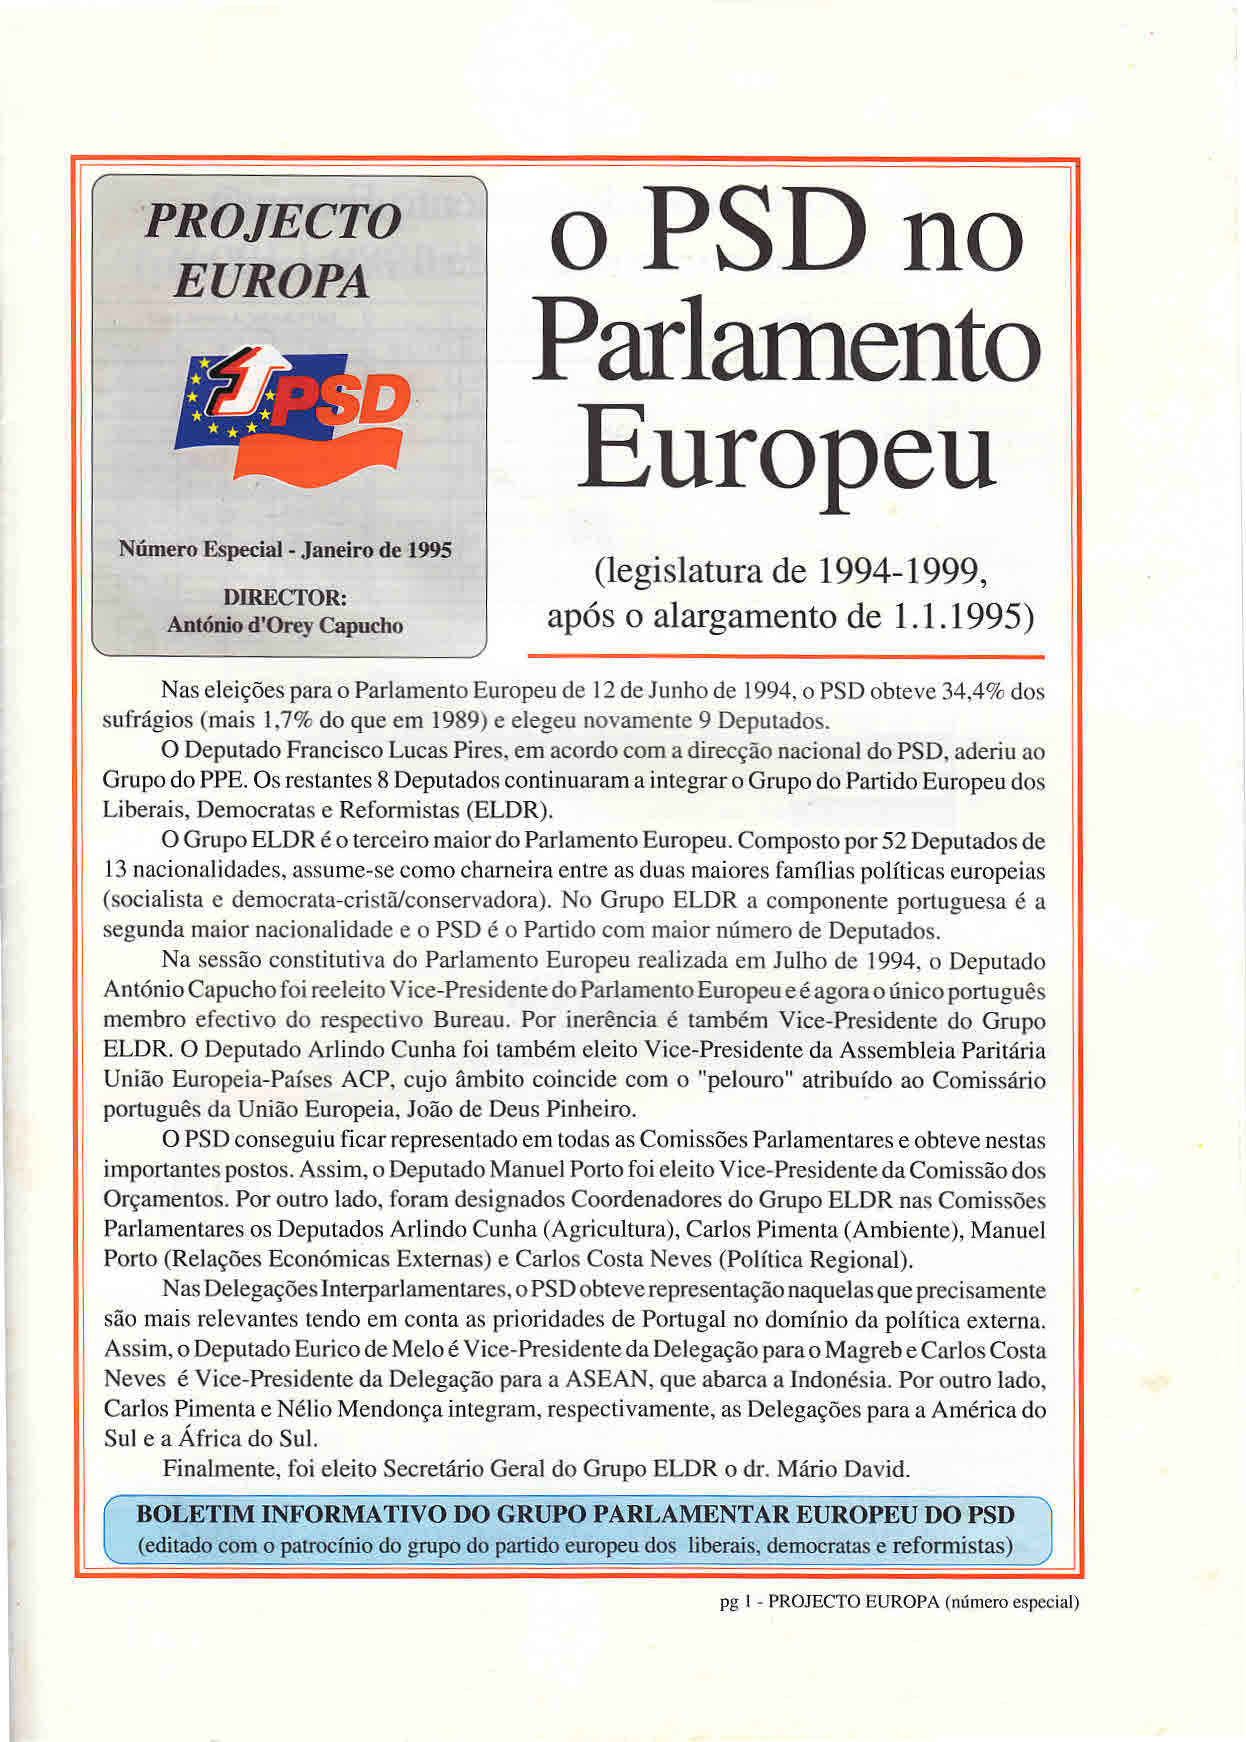 PROJECTO
EUROPA
PSD
Número Especial - Janeiro de 1995
DIRECTOR:
António d'Orey Capucho
o PSD no
Parlamento
Europeu
(legislatura de 1994-1999,
após o alargamento de 1.1.1995)
Nas eleições para o Parlamento Europeu de 12 de Junho de 1994, o PSD obteve 34,4% dos
sufrágios (mais 1,7% do que em 1989) e elegeu novamente 9 Deputados.
O Deputado Francisco Lucas Pires, em acordo com a direcção nacional do PSD, aderiu ao
Grupo do PPE. Os restantes 8 Deputados continuaram a integrar o Grupo do Partido Europeu dos
Liberais, Democratas e Reformistas (ELDR).
O Grupo ELDR é o terceiro maior do Parlamento Europeu. Composto por 52 Deputados de
13 nacionalidades, assume-se como charneira entre as duas maiores famílias políticas europeias
(socialista e democrata-cristã/conservadora). No Grupo ELDR a componente portuguesa é a
segunda maior nacionalidade e o PSD é o Partido com maior número de Deputados.
Na sessão constitutiva do Parlamento Europeu realizada em Julho de 1994, o Deputado
António Capucho foi reeleito Vice-Presidente do Parlamento Europeu e é agora o único português
membro efectivo do respectivo Bureau. Por inerência é também Vice-Presidente do Grupo
ELDR. O Deputado Arlindo Cunha foi também eleito Vice-Presidente da Assembleia Paritária
União Europeia-Países ACP, cujo âmbito coincide com o "pelouro" atribuído ao Comissário
português da União Europeia, João de Deus Pinheiro.
O PSD conseguiu ficar representado em todas as Comissões Parlamentares e obteve nestas
importantes postos. Assim, o Deputado Manuel Porto foi eleito Vice-Presidente da Comissão dos
Orçamentos. Por outro lado, foram designados Coordenadores do Grupo ELDR nas Comissões
Parlamentares os Deputados Arlindo Cunha (Agricultura), Carlos Pimenta (Ambiente), Manuel
Porto (Relações Económicas Externas) e Carlos Costa Neves (Política Regional).
Nas Delegações Interparlamentares, o PSD obteve representação naquelas que precisamente
são mais relevantes tendo em conta as prioridades de Portugal no domínio da política externa.
Assim, o Deputado Eurico de Melo é Vice-Presidente da Delegação para o Magreb e Carlos Costa
Neves é Vice-Presidente da Delegação para a ASEAN, que abarca a Indonésia. Por outro lado,
Carlos Pimenta e Nélio Mendonça integram, respectivamente, as Delegações para a América do
Sul e a África do Sul.
Finalmente, foi eleito Secretário Geral do Grupo ELDR o dr. Mário David.
BOLETIM INFORMATIVO DO GRUPO PARLAMENTAR EUROPEU DO PSD
(editado com o patrocínio do grupo do partido europeu dos liberais, democratas e reformistas)
pg 1 - PROJECTO EUROPA (número especial)